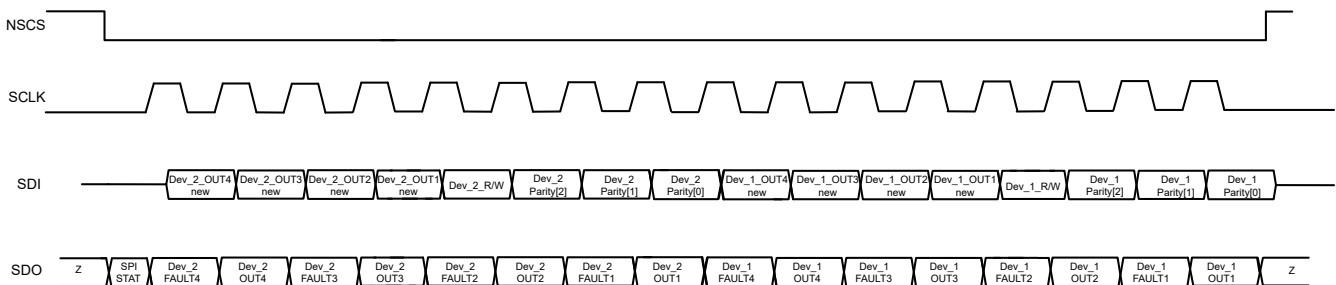 NSCS
SCLK
SDI
Dev_2_OUT4
new
Dev_2_OUT3
new
Dev_2_OUT2
new
Dev_2_OUT1
new
Dev_2_R/W
Dev_2
Parity[2]
Dev_2
Parity[1]
Dev_2
Parity[0]
Dev_1_OUT4
new
Dev_1_OUT3
new
Dev_1_OUT2
new
Dev_1_OUT1
new
Dev_1_R/W
Dev_1
Parity[2]
Dev_1
Parity[1]
Dev_1
Parity[0]
SDO
Z
SPI
STAT
Dev_2
FAULT4
Dev_2
OUT4
Dev_2
FAULT3
Dev_2
OUT3
Dev_2
FAULT2
Dev_2
OUT2
Dev_2
FAULT1
Dev_2
OUT1
Dev_1
FAULT4
Dev_1
OUT4
Dev_1
FAULT3
Dev_1
OUT3
Dev_1
FAULT2
Dev_1
OUT2
Dev_1
FAULT1
Dev_1
OUT1
Z